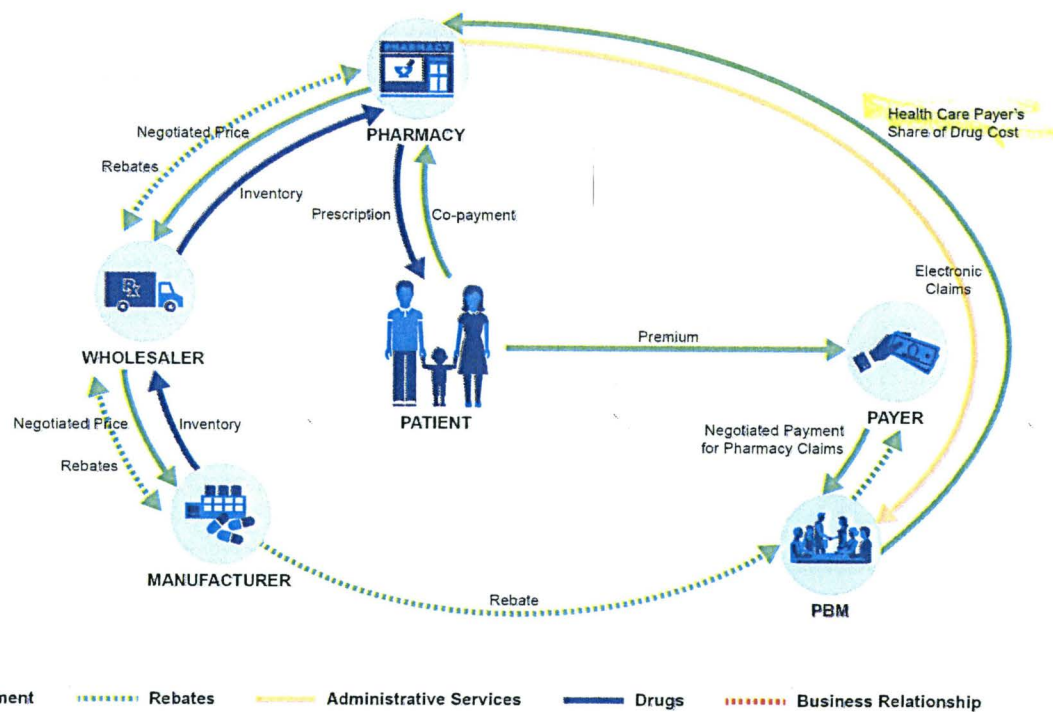 PHARMACY
PHARMACY
Negotiated Price
Rebates
Inventory
Prescription
Co-payment
Health Care Payer's
Share of Drug Cost
Electronic
Claims
WHOLESALER
Premium
PATIENT
PAYER
Negotiated Price
Inventory
Rebates
Negotiated Payment
for Pharmacy Claims
MANUFACTURER
Rebate
PBM
ment Rebates Administrative Services Drugs Business Relationship